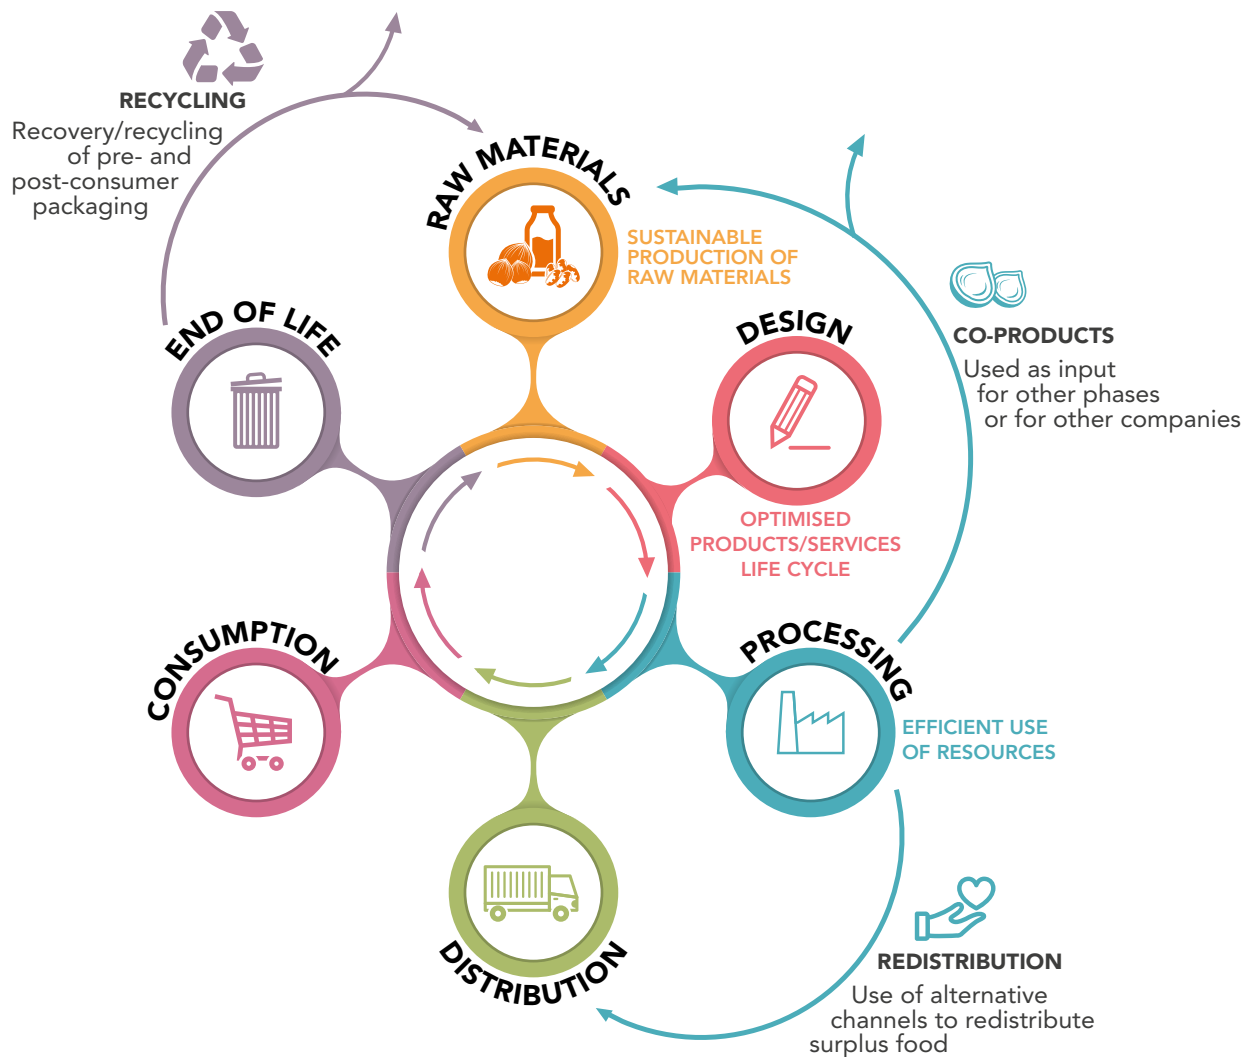 RECYCLING
Recovery/recycling
of pre- and
post-consumer
packaging
RAW MATERIALS
SUSTAINABLE
PRODUCTION OF
RAW MATERIALS
DESIGN
OPTIMISED
PRODUCTS/SERVICES
LIFE CYCLE
CO-PRODUCTS
Used as input
for other phases
or for other companies
END OF LIFE
CONSUMPTION
PROCESSING
EFFICIENT USE
OF RESOURCES
DISTRIBUTION
REDISTRIBUTION
Use of alternative
channels to redistribute
surplus food